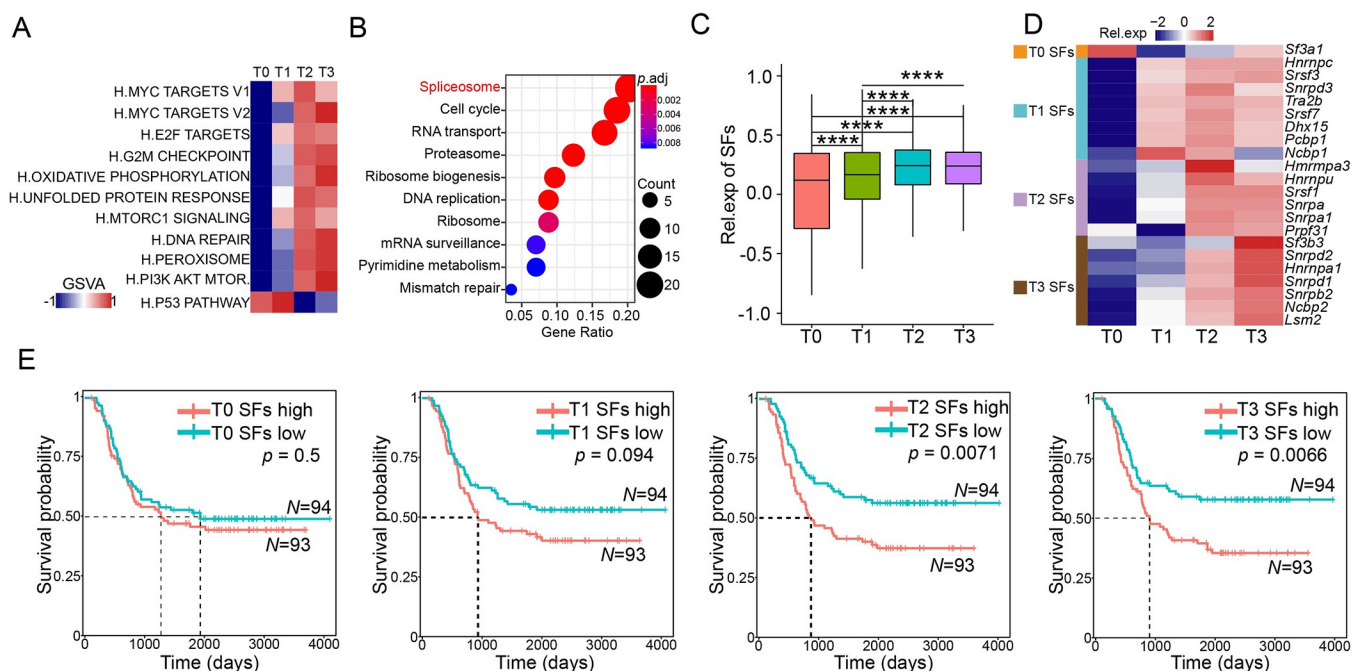 A
T0 T1 T2 T3
H.MYC TARGETS V1
H.MYC TARGETS V2
H.E2F TARGETS
H.G2M CHECKPOINT
H.OXIDATIVE PHOSPHORYLATION
H.UNFOLDED PROTEIN RESPONSE
H.MTORC1 SIGNALING
H.DNA REPAIR
H.PEROXISOME
H.PI3K AKT MTOR.
H.P53 PATHWAY
GSVA
-1 1
B
Spliceosome
Cell cycle
RNA transport
Proteasome
Ribosome biogenesis
DNA replication
Ribosome
mRNA surveillance
Pyrimidine metabolism
Mismatch repair
0.05 0.10 0.15 0.20
Gene Ratio
p.adj
0.002
0.004
0.006
0.008
Count
5
10
15
20
C
Rel.exp of SFs
1.0
0.5
0.0
-0.5
-1.0
****
****
****
****
****
T0 T1 T2 T3
D
Rel.exp
−2 0 2
T0 SFs
T1 SFs
T2 SFs
T3 SFs
Sf3a1
Hnrnpc
Srsf3
Snrpd3
Tra2b
Srsf7
Dhx15
Pcbp1
Ncbp1
Hmrmpa3
Hnrnpu
Srsf1
Snrpa
Snrpa1
Prpf31
Sf3b3
Snrpd2
Hnrnpa1
Snrpd1
Snrpb2
Ncbp2
Lsm2
T0 T1 T2 T3
E
Survival probability
1
0.75
0.50
0.25
0
T0 SFs high
T0 SFs low
p = 0.5
N=94
N=93
0 1000 2000 3000 4000
Time (days)
Survival probability
1
0.75
0.50
0.25
0
T1 SFs high
T1 SFs low
p = 0.094
N=94
N=93
0 1000 2000 3000 4000
Time (days)
Survival probability
1
0.75
0.50
0.25
0
T2 SFs high
T2 SFs low
p = 0.0071
N=94
N=93
0 1000 2000 3000 4000
Time (days)
Survival probability
1
0.75
0.50
0.25
0
T3 SFs high
T3 SFs low
p = 0.0066
N=94
N=93
0 1000 2000 3000 4000
Time (days)